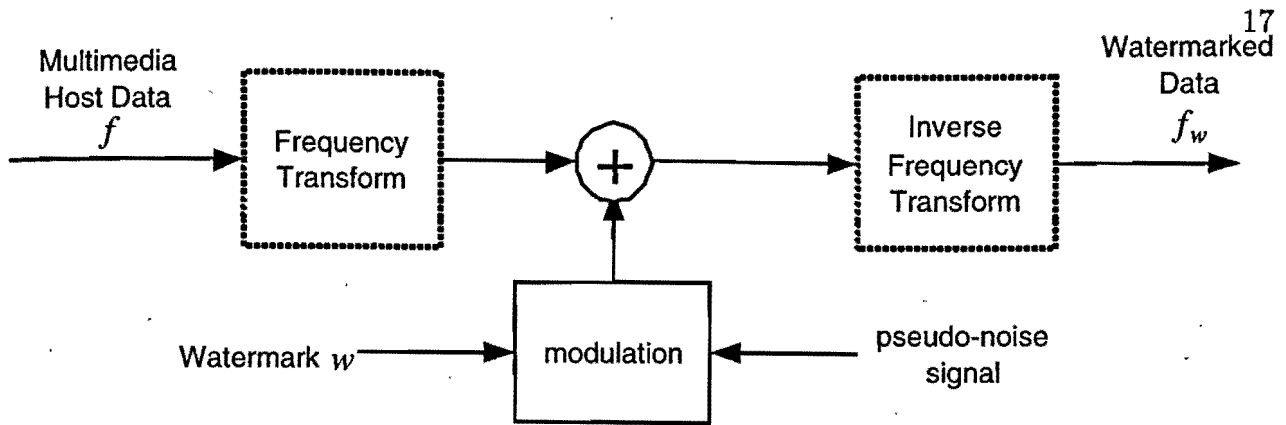 17
Multimedia
Host Data
f
Frequency
Transform
+
Inverse
Frequency
Transform
Watermarked
Data
f_w
Watermark w
modulation
pseudo-noise
signal